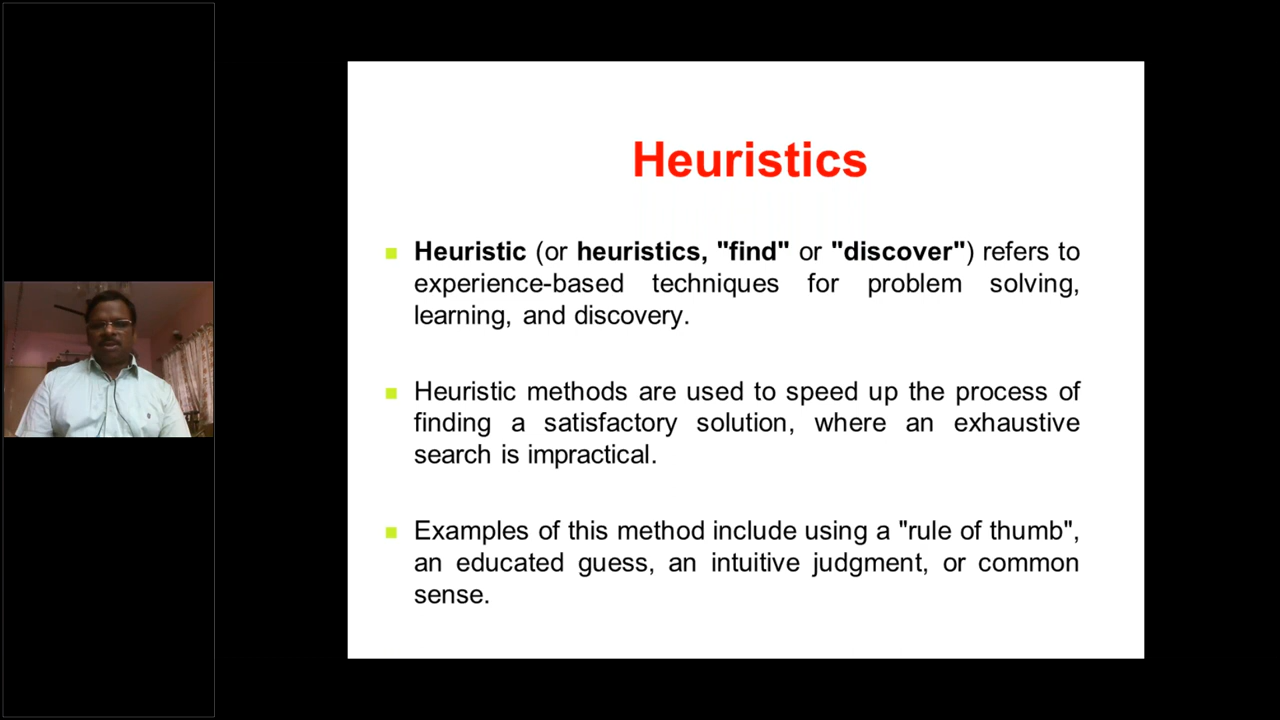 Heuristics
Heuristic (or heuristics, "find" or "discover") refers to
experience-based techniques for problem solving,
learning, and discovery.
Heuristic methods are used to speed up the process of
finding a satisfactory solution, where an exhaustive
search is impractical.
Examples of this method include using a "rule of thumb",
an educated guess, an intuitive judgment, or common
sense.